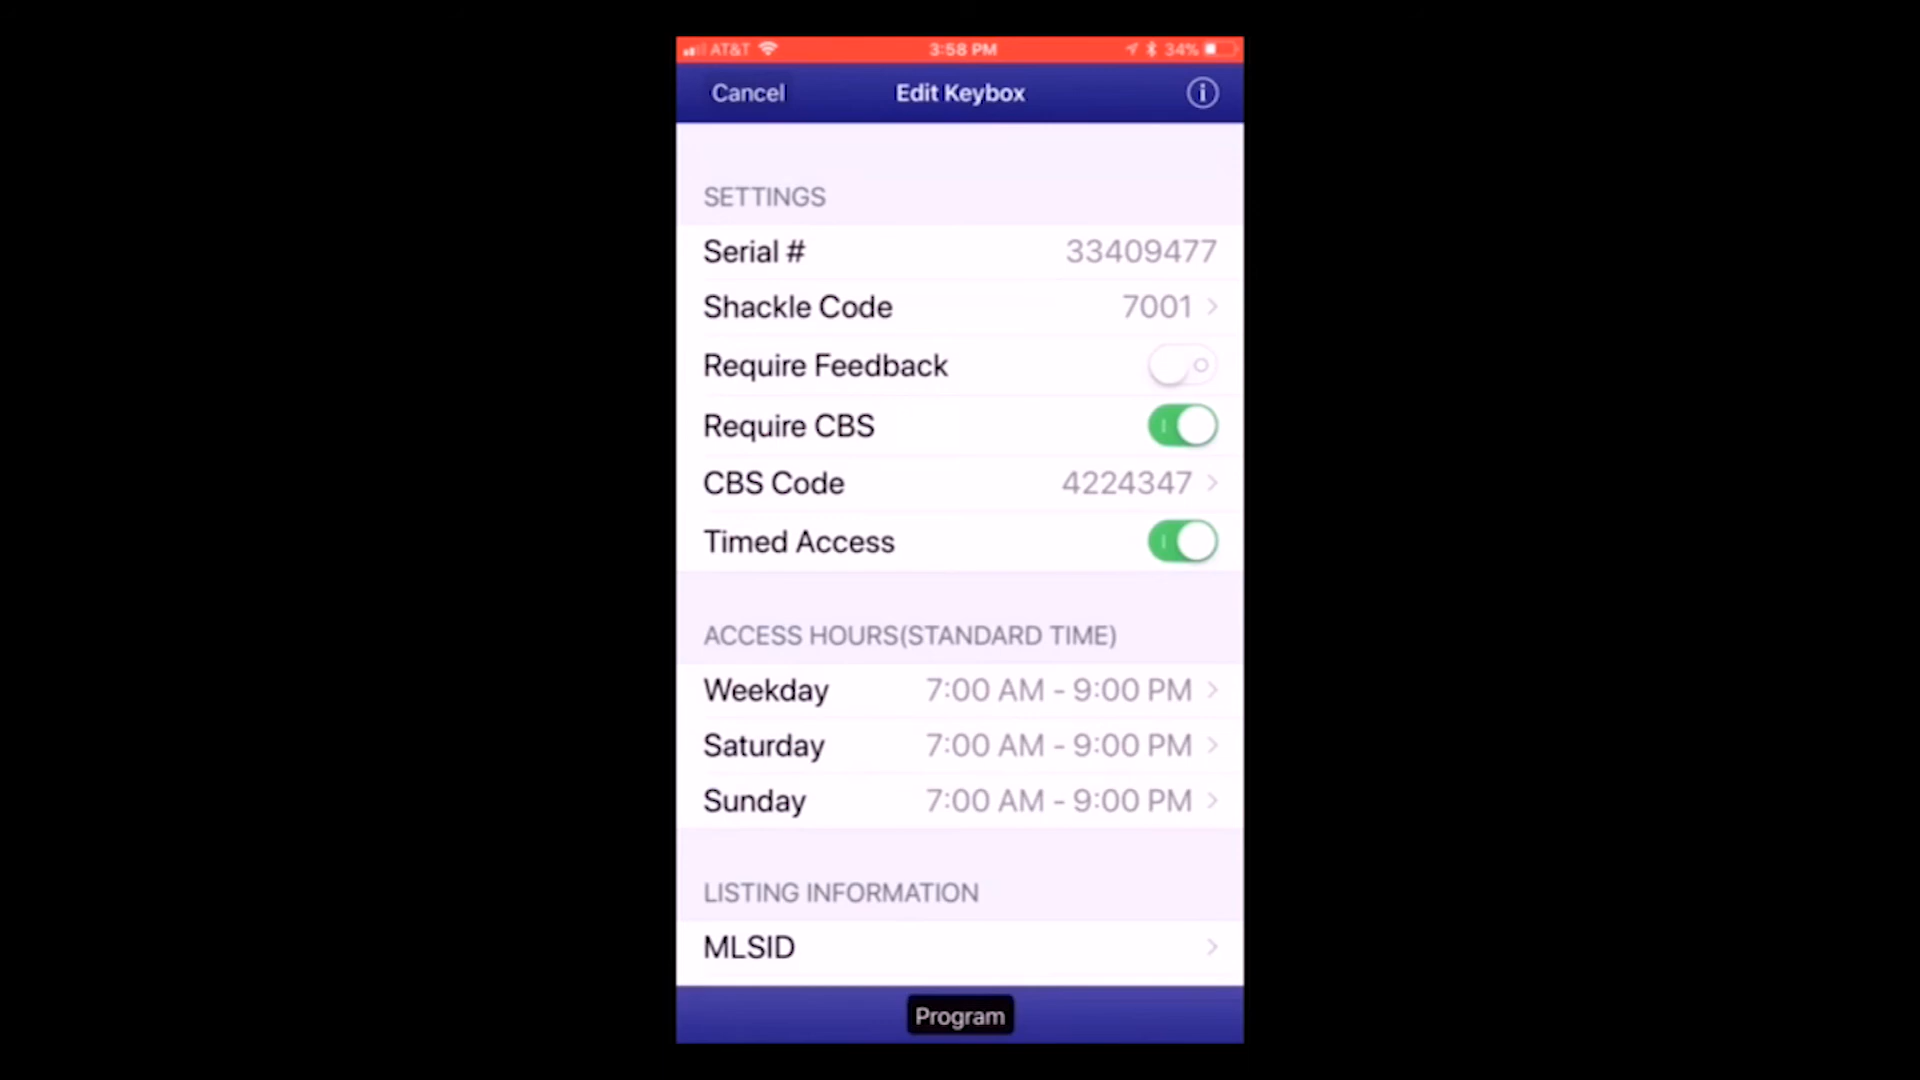 AT&T 3:58 PM 34%
Cancel Edit Keybox i
SETTINGS
Serial # 33409477
Shackle Code 7001
Require Feedback
Require CBS
CBS Code 4224347
Timed Access
ACCESS HOURS(STANDARD TIME)
Weekday 7:00 AM - 9:00 PM
Saturday 7:00 AM - 9:00 PM
Sunday 7:00 AM - 9:00 PM
LISTING INFORMATION
MLSID
Program